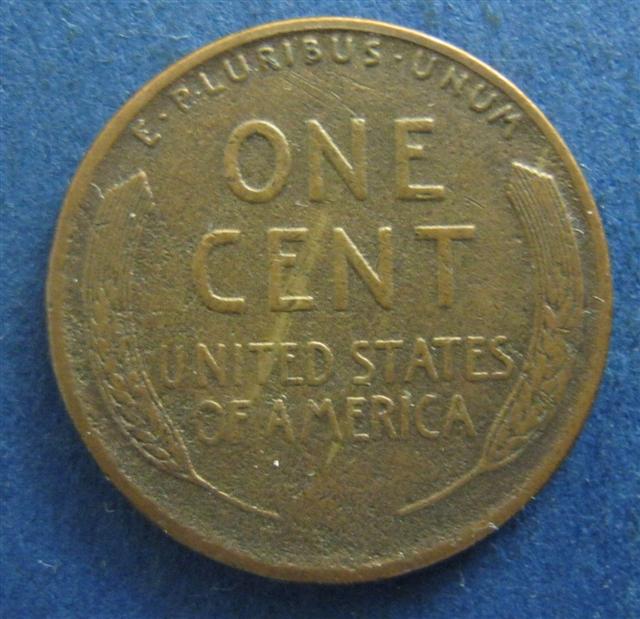 E · PLURIBUS · UNUM
ONE
CENT
UNITED STATES
OF AMERICA